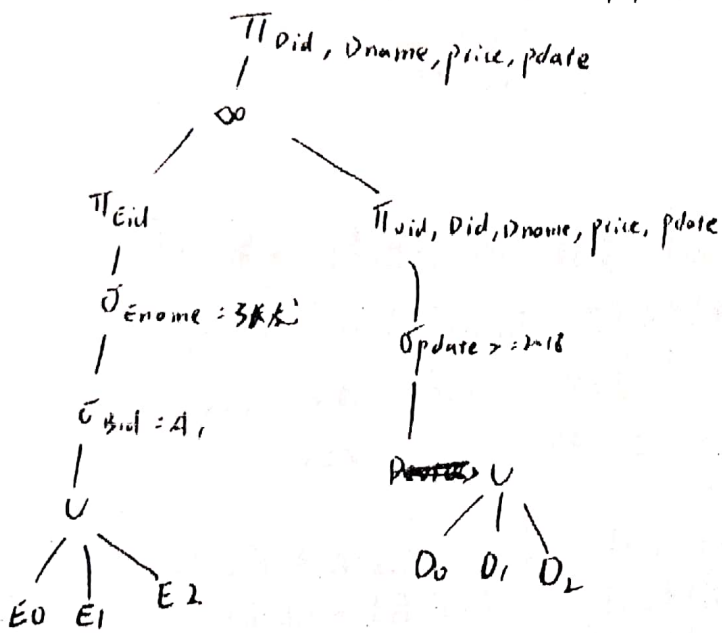 π Did, Dname, price, pdate
∞
π Eid
π Did, Dname, price, pdate
σ Ename =
σ pdate >=2018
σ Bid = A1
∪
∪
D0 D1 D2
E0 E1 E2